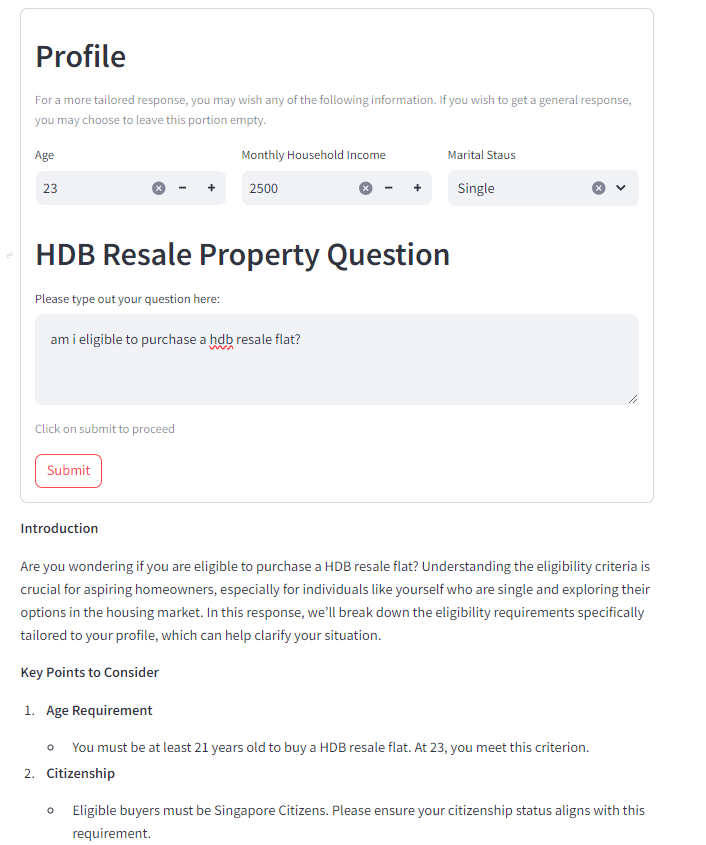 Profile
For a more tailored response, you may wish any of the following information. If you wish to get a general response,
you may choose to leave this portion empty.
Age Monthly Household Income Marital Staus
23 2500 Single
HDB Resale Property Question
Please type out your question here:
am i eligible to purchase a hdb resale flat?
Click on submit to proceed
Submit
Introduction
Are you wondering if you are eligible to purchase a HDB resale flat? Understanding the eligibility criteria is
crucial for aspiring homeowners, especially for individuals like yourself who are single and exploring their
options in the housing market. In this response, we'll break down the eligibility requirements specifically
tailored to your profile, which can help clarify your situation.
Key Points to Consider
1. Age Requirement
You must be at least 21 years old to buy a HDB resale flat. At 23, you meet this criterion.
2. Citizenship
Eligible buyers must be Singapore Citizens. Please ensure your citizenship status aligns with this
requirement.